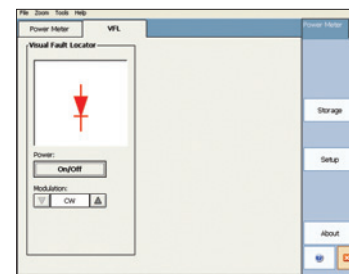 File Zoom Tools Help
Power Meter VFL
Power Meter
Visual Fault Locator
Storage
Power:
On/Off
Setup
Modulation:
CW
About